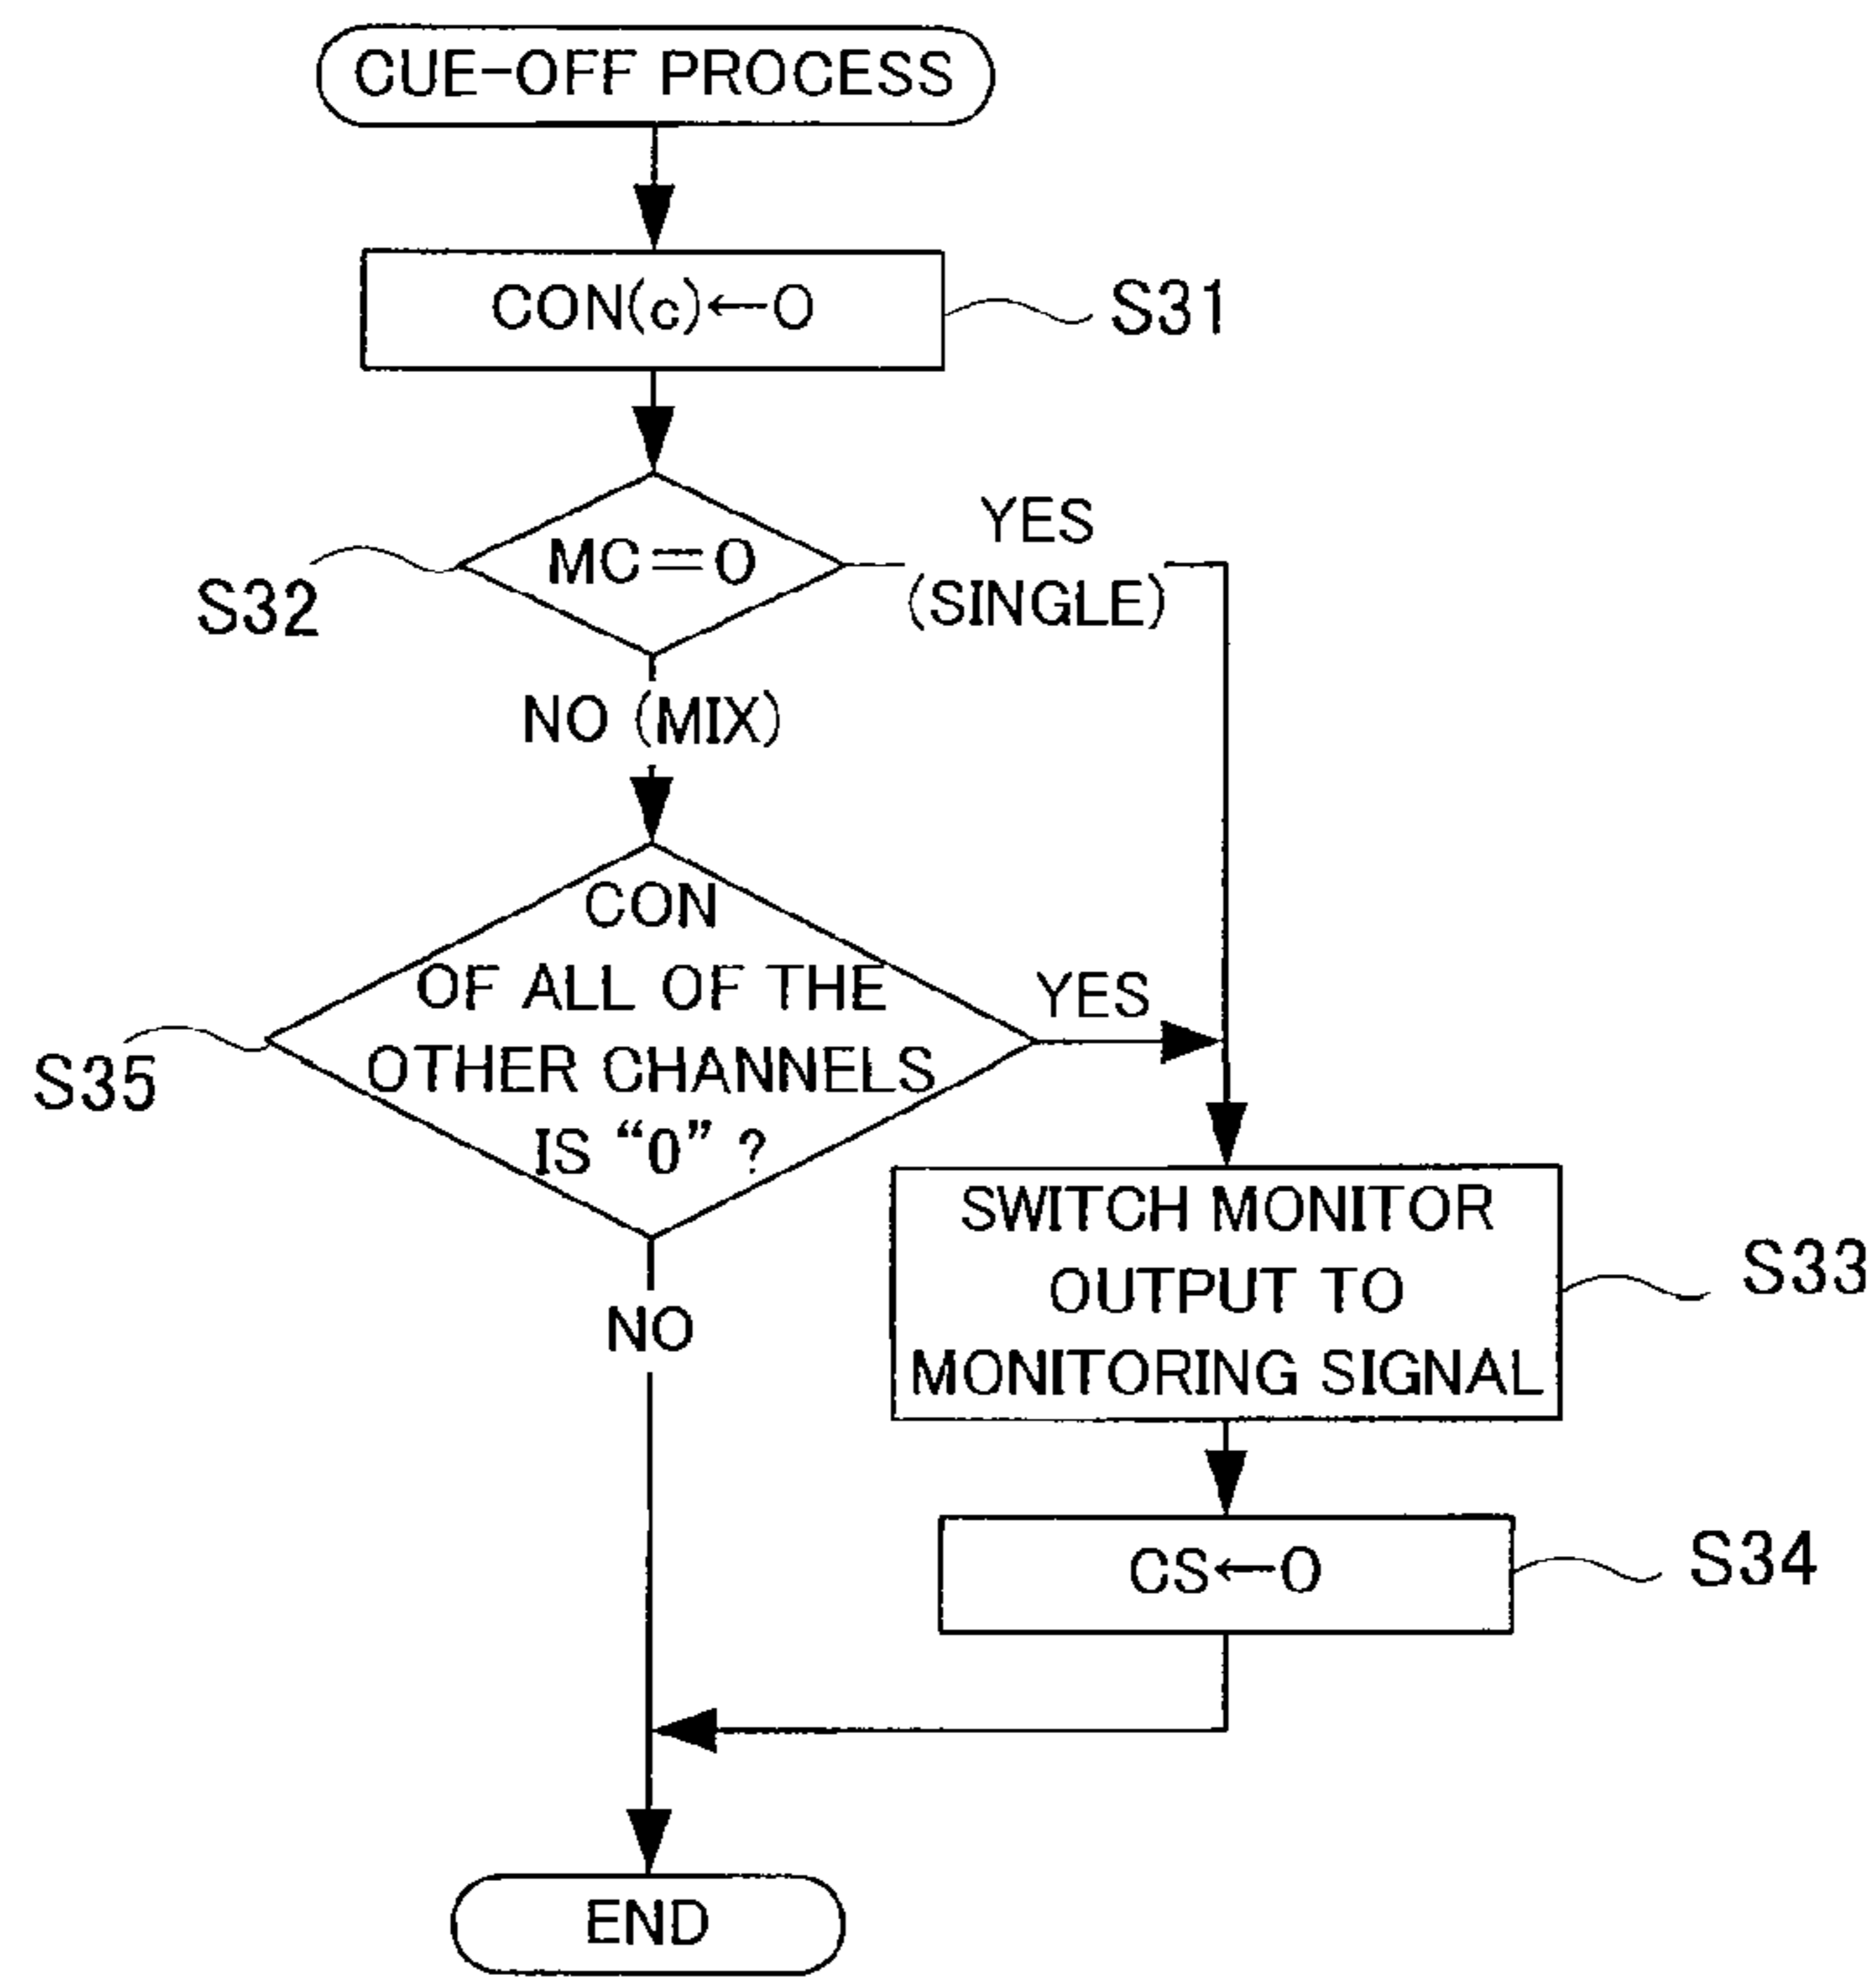 CUE-OFF PROCESS
CON(c)←0
S31
MC=0
YES
(SINGLE)
S32
NO (MIX)
CON
OF ALL OF THE
OTHER CHANNELS
IS “0” ?
YES
S35
NO
SWITCH MONITOR
OUTPUT TO
MONITORING SIGNAL
S33
CS←0
S34
END